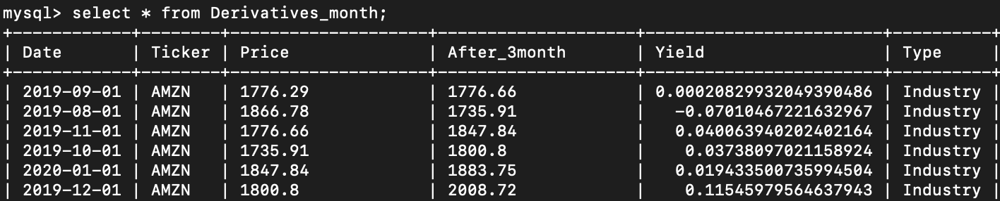 mysql> select * from Derivatives_month;
+------------+--------+--------------------+--------------------+------------------------+----------+
| Date       | Ticker | Price              | After_3month       | Yield                  | Type     |
+------------+--------+--------------------+--------------------+------------------------+----------+
| 2019-09-01 | AMZN   | 1776.29            | 1776.66            | 0.00020829932049390486 | Industry |
| 2019-08-01 | AMZN   | 1866.78            | 1735.91            |   -0.07010467221632967 | Industry |
| 2019-11-01 | AMZN   | 1776.66            | 1847.84            |   0.040063940202402164 | Industry |
| 2019-10-01 | AMZN   | 1735.91            | 1800.8             |    0.03738097021158924 | Industry |
| 2020-01-01 | AMZN   | 1847.84            | 1883.75            |   0.019433500735994504 | Industry |
| 2019-12-01 | AMZN   | 1800.8             | 2008.72            |    0.11545979564637943 | Industry |